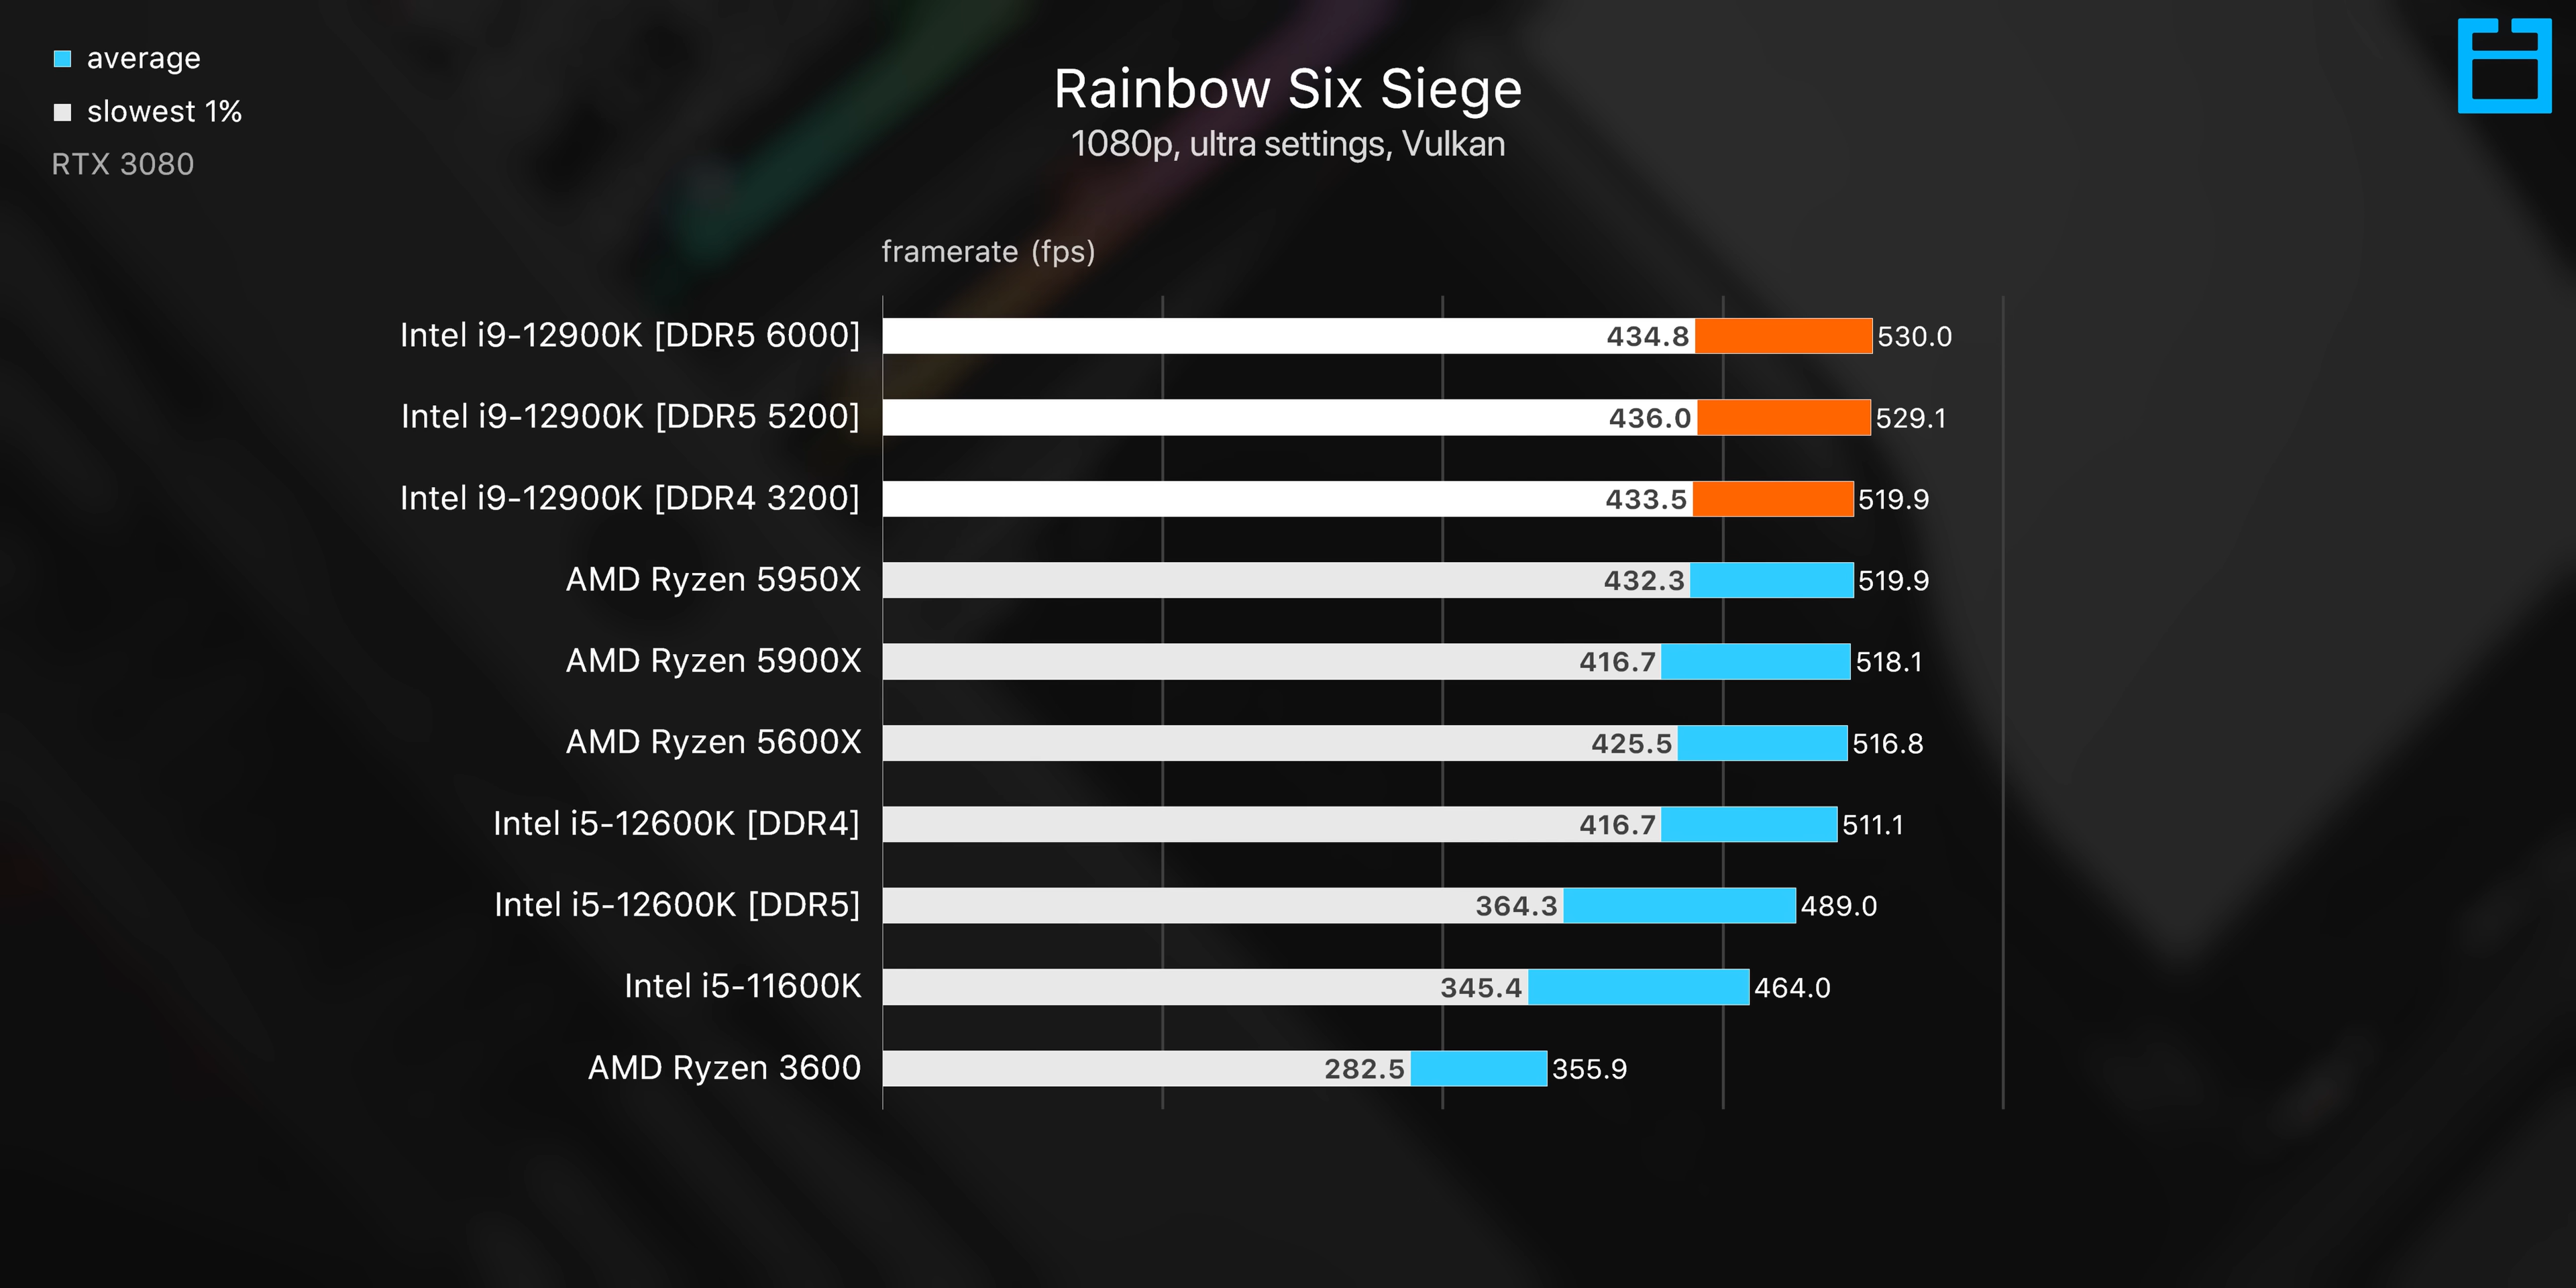 average
slowest 1%
RTX 3080
Rainbow Six Siege
1080p, ultra settings, Vulkan
framerate (fps)
Intel i9-12900K [DDR5 6000] 434.8 530.0
Intel i9-12900K [DDR5 5200] 436.0 529.1
Intel i9-12900K [DDR4 3200] 433.5 519.9
AMD Ryzen 5950X 432.3 519.9
AMD Ryzen 5900X 416.7 518.1
AMD Ryzen 5600X 425.5 516.8
Intel i5-12600K [DDR4] 416.7 511.1
Intel i5-12600K [DDR5] 364.3 489.0
Intel i5-11600K 345.4 464.0
AMD Ryzen 3600 282.5 355.9